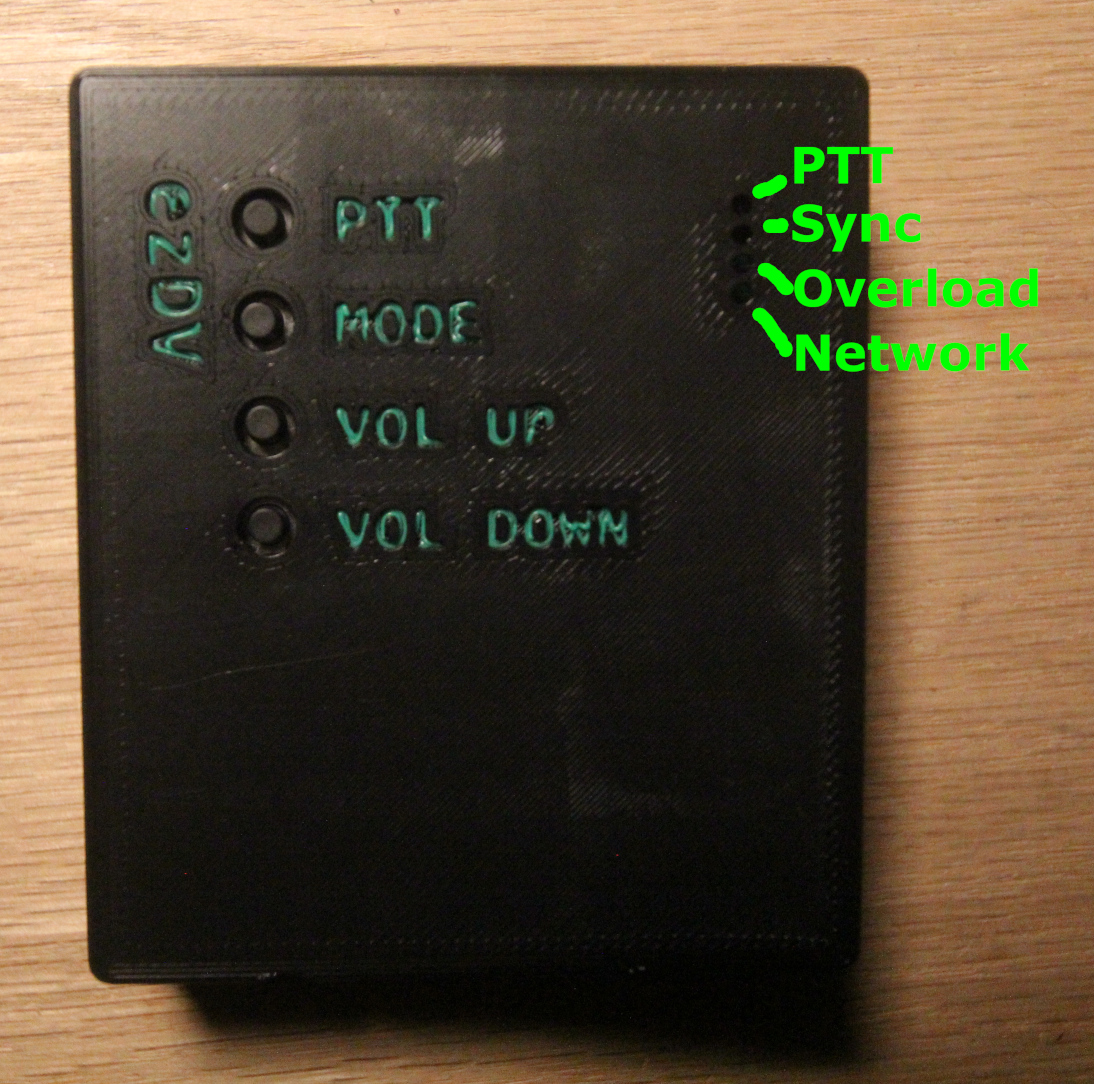 ezDV
PTT
MODE
VOL UP
VOL DOWN
PTT
Sync
Overload
Network